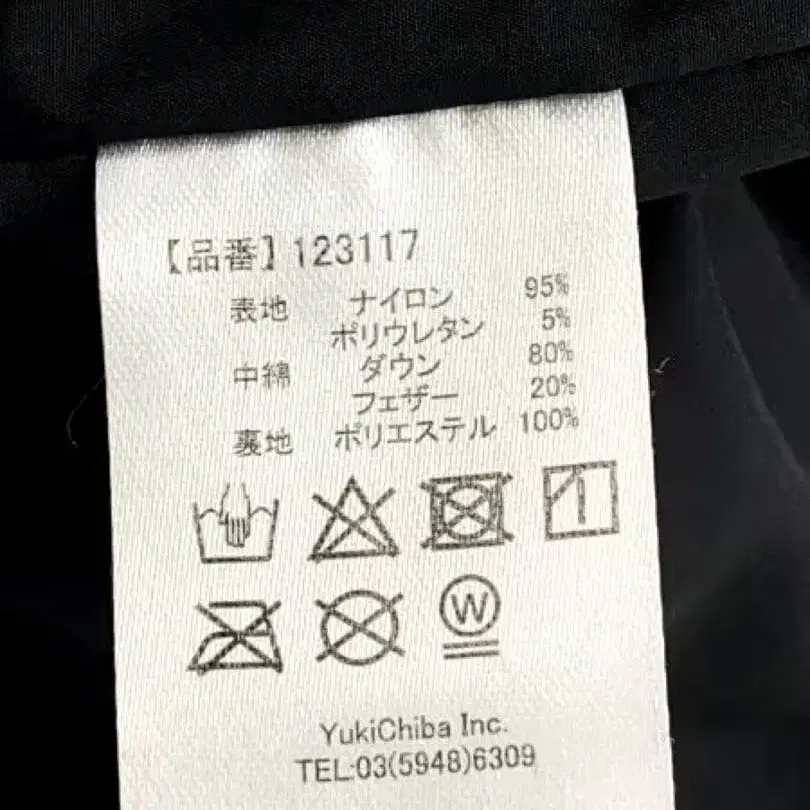 【品番】123117
表地 ナイロン 95%
ポリウレタン 5%
中綿 ダウン 80%
フェザー 20%
裏地 ポリエステル 100%
W
YukiChiba Inc.
TEL:03(5948)6309